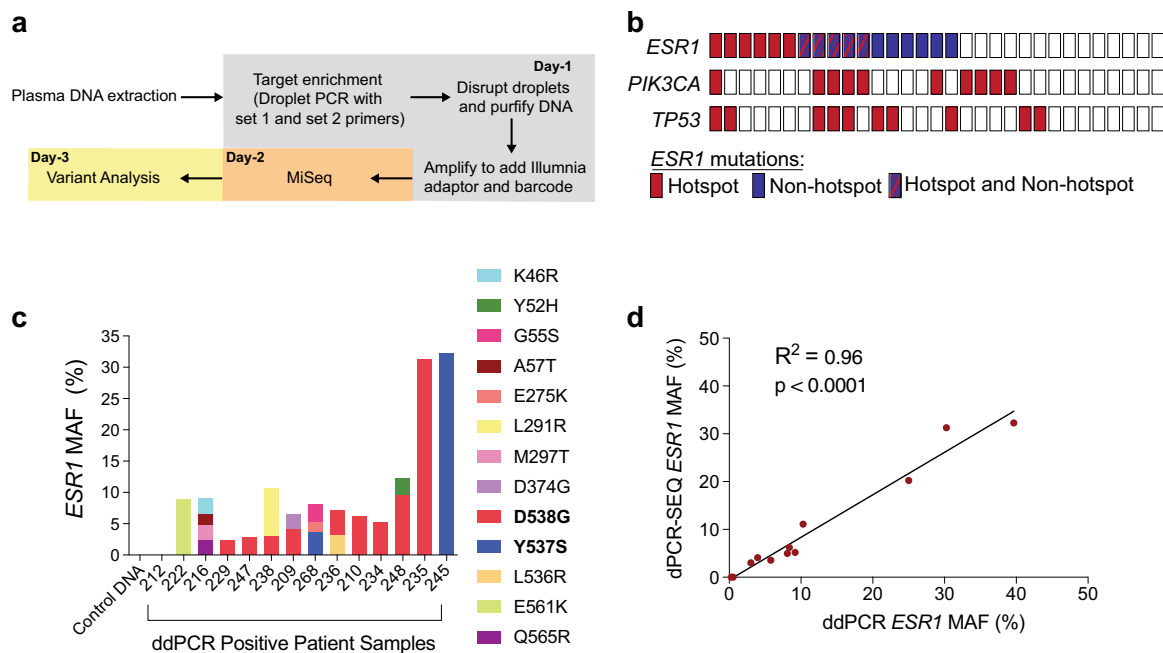 a
Day-1
Plasma DNA extraction
Target enrichment
(Droplet PCR with
set 1 and set 2 primers)
Disrupt droplets
and purfify DNA
Day-3
Variant Analysis
Day-2
MiSeq
Amplify to add Illumnia
adaptor and barcode
b
ESR1
PIK3CA
TP53
ESR1 mutations:
Hotspot
Non-hotspot
Hotspot and Non-hotspot
c
ESR1 MAF (%)
35
30
25
20
15
10
5
0
Control DNA
212
222
216
229
247
238
209
268
236
210
234
248
235
245
ddPCR Positive Patient Samples
K46R
Y52H
G55S
A57T
E275K
L291R
M297T
D374G
D538G
Y537S
L536R
E561K
Q565R
d
dPCR-SEQ ESR1 MAF (%)
50
40
30
20
10
0
R2 = 0.96
p < 0.0001
0 10 20 30 40 50
ddPCR ESR1 MAF (%)